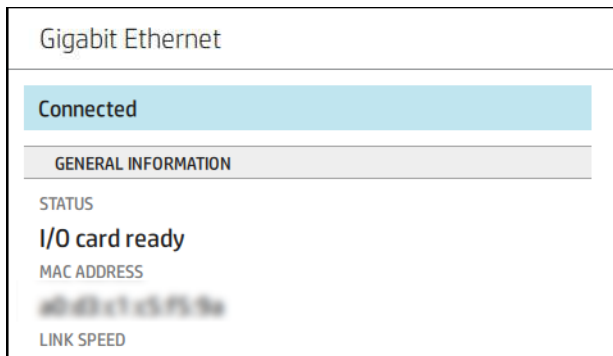 Gigabit Ethernet
Connected
GENERAL INFORMATION
STATUS
I/O card ready
MAC ADDRESS
LINK SPEED